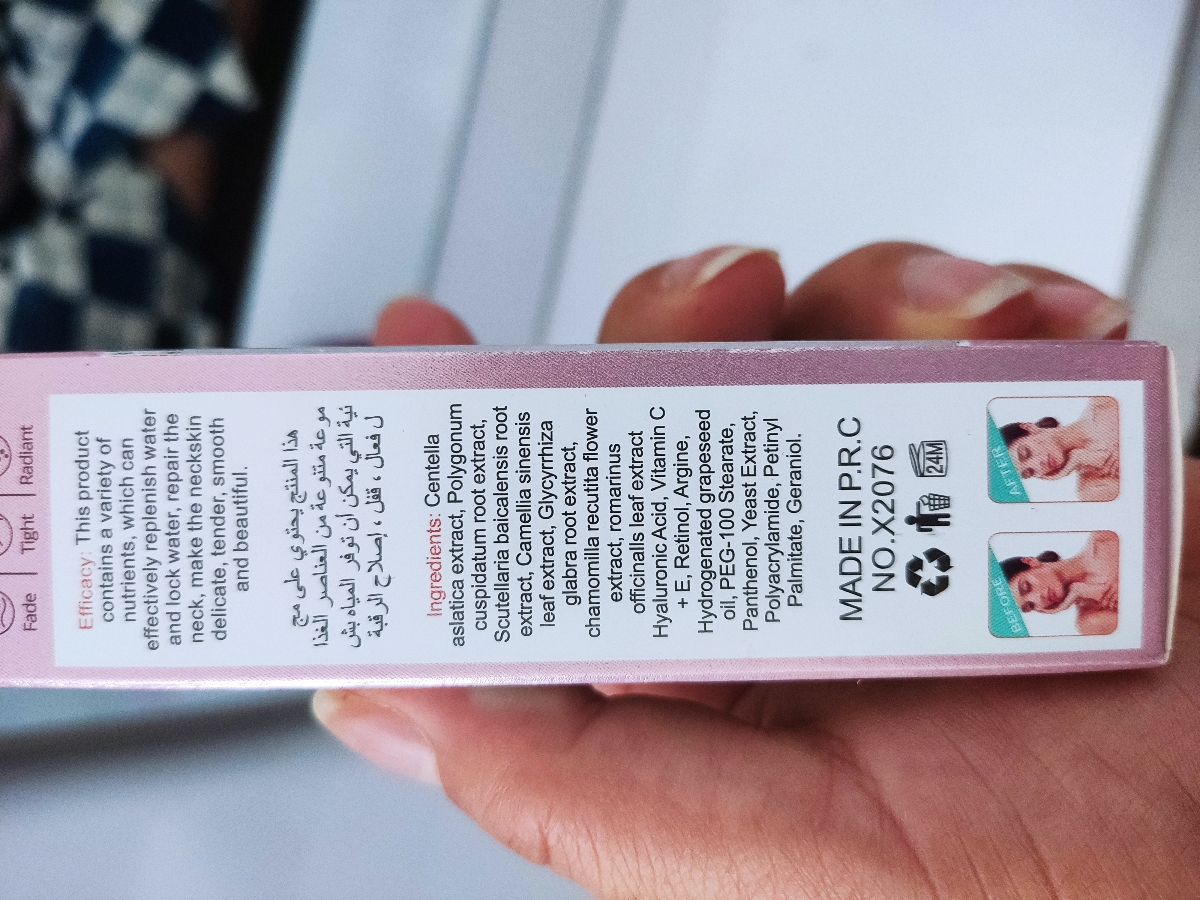 Fade
Tight
Radiant
Efficacy: This product
contains a variety of
nutrients, which can
effectively replenish water
and lock water, repair the
neck, make the neckskin
delicate, tender, smooth
and beautiful.
هذا المنتج يحتوي على مج
موعة متنوعة من العناصر الغذا
ئية التي يمكن أن توفر المياه بش
ل فعال ، قفل ، إصلاح الرقبة
Ingredients: Centella
aslatica extract, Polygonum
cuspidatum root extract,
Scutellaria baicalensis root
extract, Camellia sinensis
leaf extract, Glycyrrhiza
glabra root extract,
chamomilla recutita flower
extract, romarinus
officinalls leaf extract
Hyaluronic Acid, Vitamin C
+ E, Retinol, Argine,
Hydrogenated grapeseed
oil, PEG-100 Stearate,
Panthenol, Yeast Extract,
Polyacrylamide, Petinyl
Palmitate, Geraniol.
MADE IN P.R.C
NO.X2076
24M
BEFORE
AFTER